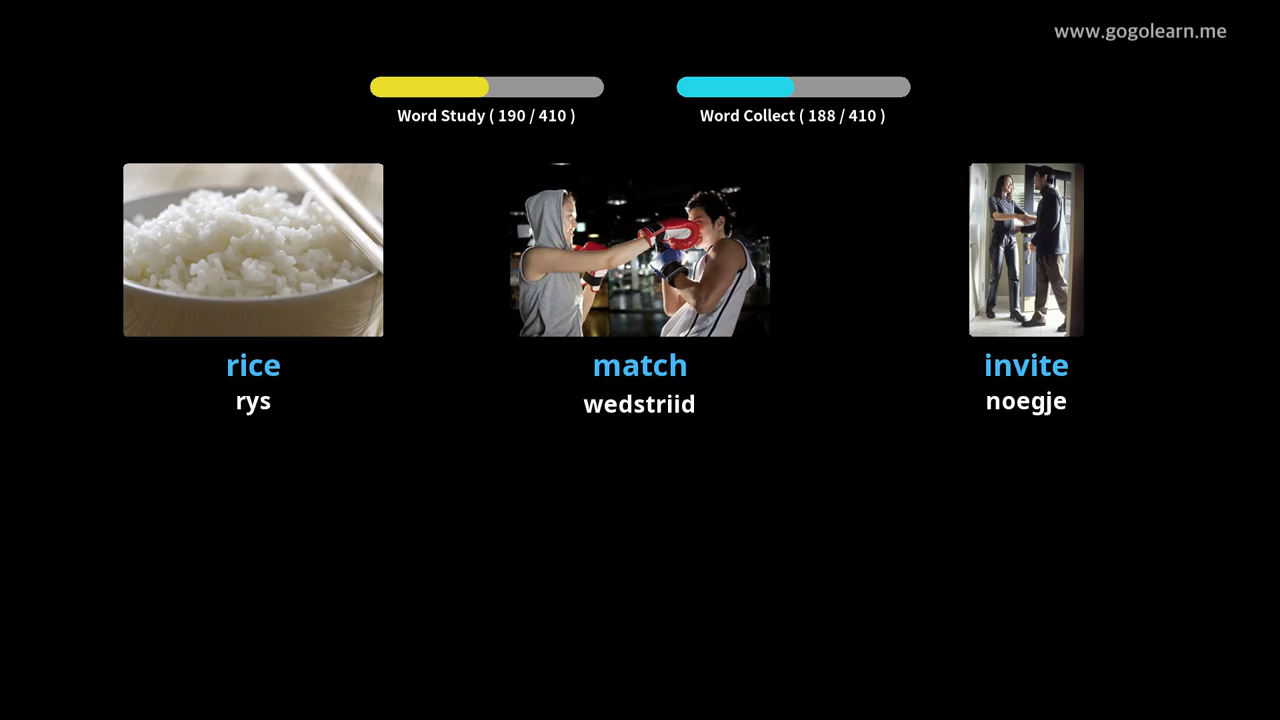 www.gogolearn.me
Word Study ( 190 / 410 )
Word Collect ( 188 / 410 )
rice
rys
match
wedstriid
invite
noegje